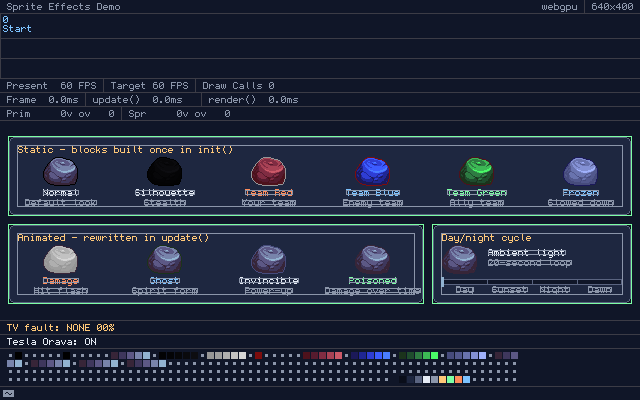 Sprite Effects Demo webgpu 640x400
0
Start
Present 60 FPS Target 60 FPS Draw Calls 0
Frame 0.0ms update() 0.0ms render() 0.0ms
Prim 0v ov 0 Spr 0v ov 0
Static - blocks built once in init()
Normal Silhouette Team Red Team Blue Team Green Frozen
Default look Stealth Your team Enemy team Ally team Slowed down
Animated - rewritten in update()
Damage Ghost Invincible Poisoned
Hit flash Spirit form Power-up Damage over time
Day/night cycle
Ambient light
20-second loop
Day Sunset Night Dawn
TV fault: NONE 00%
Tesla Orava: ON